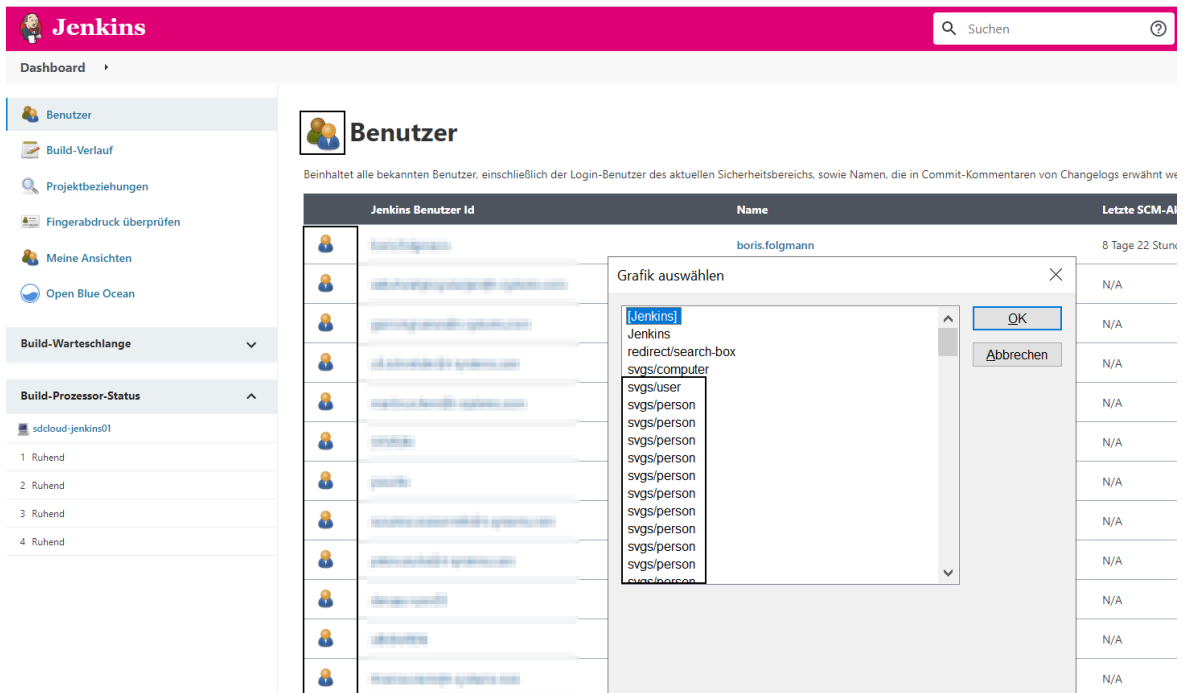 Jenkins
Suchen
Dashboard
Benutzer
Build-Verlauf
Projektbeziehungen
Fingerabdruck überprüfen
Meine Ansichten
Open Blue Ocean
Build-Warteschlange
Build-Prozessor-Status
sdcloud-jenkins01
1 Ruhend
2 Ruhend
3 Ruhend
4 Ruhend
Benutzer
Beinhaltet alle bekannten Benutzer, einschließlich der Login-Benutzer des aktuellen Sicherheitsbereichs, sowie Namen, die in Commit-Kommentaren von Changelogs erwähnt we
Jenkins Benutzer Id Name Letzte SCM-Ak
boris.folgmann 8 Tage 22 Stund
N/A
N/A
N/A
N/A
N/A
N/A
N/A
N/A
N/A
N/A
N/A
Grafik auswählen
[Jenkins]
Jenkins
redirect/search-box
svgs/computer
svgs/user
svgs/person
svgs/person
svgs/person
svgs/person
svgs/person
svgs/person
svgs/person
svgs/person
svgs/person
svgs/person
svgs/person
OK
Abbrechen